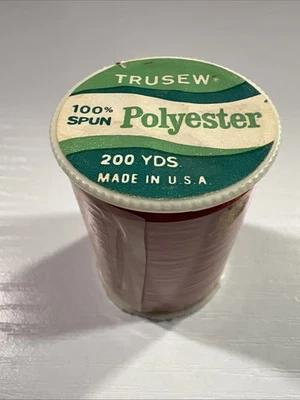 TRUSEW
100%
SPUN Polyester
200 YDS.
MADE IN U.S.A.